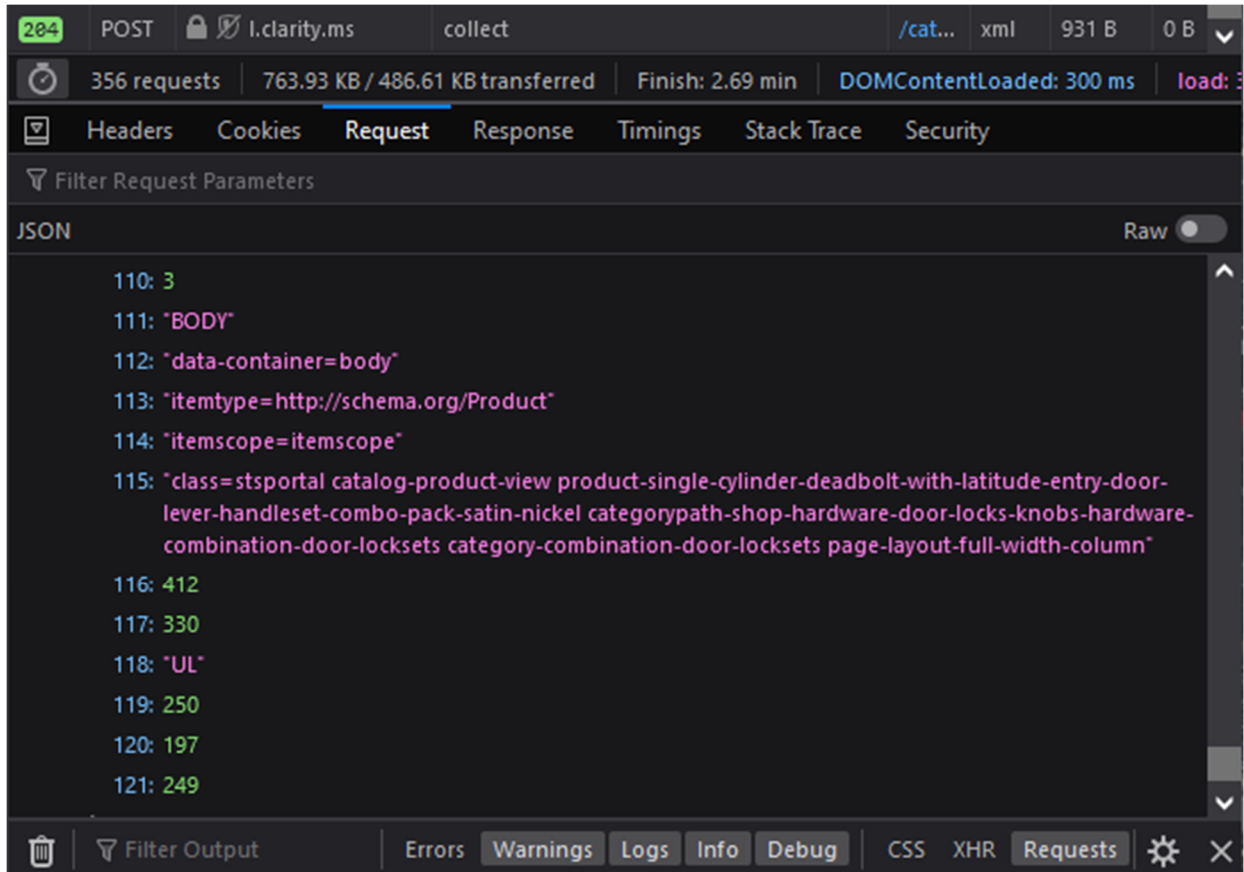 204 POST l.clarity.ms collect /cat... xml 931 B 0 B
356 requests 763.93 KB / 486.61 KB transferred Finish: 2.69 min DOMContentLoaded: 300 ms load:
Headers Cookies Request Response Timings Stack Trace Security
Filter Request Parameters
JSON Raw
110: 3
111: "BODY"
112: "data-container=body"
113: "itemtype=http://schema.org/Product"
114: "itemscope=itemscope"
115: "class=stsportal catalog-product-view product-single-cylinder-deadbolt-with-latitude-entry-door-
lever-handleset-combo-pack-satin-nickel categorypath-shop-hardware-door-locks-knobs-hardware-
combination-door-locksets category-combination-door-locksets page-layout-full-width-column"
116: 412
117: 330
118: "UL"
119: 250
120: 197
121: 249
Filter Output Errors Warnings Logs Info Debug CSS XHR Requests